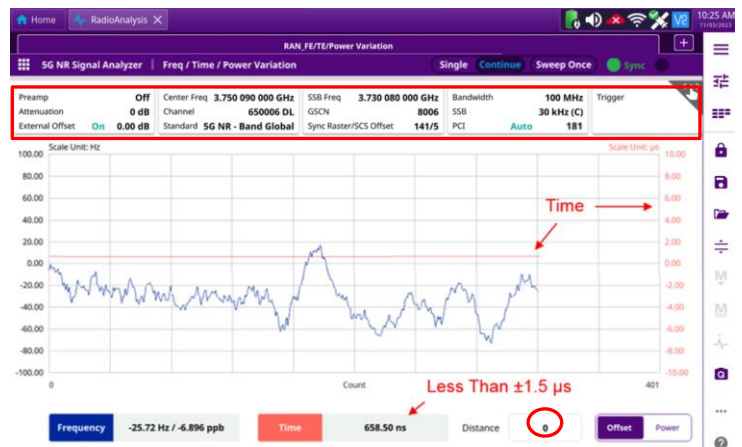 Home
RadioAnalysis
10:25 AM
11/03/2023
RAN_FE/TE/Power Variation
5G NR Signal Analyzer | Freq / Time / Power Variation
Single Continue Sweep Once Sync
Preamp Off
Attenuation 0 dB
External Offset On 0.00 dB
Center Freq 3.750 090 000 GHz
Channel 650006 DL
Standard 5G NR - Band Global
SSB Freq 3.730 080 000 GHz
GSCN 8006
Sync Raster/SCS Offset 141/5
Bandwidth 100 MHz
SSB 30 kHz (C)
PCI Auto 181
Trigger
Scale Unit: Hz
Scale Unit: µs
100.00 10.00
80.00 8.00
60.00 6.00
Time
40.00 4.00
20.00 2.00
0.00 0.00
-20.00 -2.00
-40.00 -4.00
-60.00 -6.00
-80.00 -8.00
-100.00 -10.00
0 Count 401
Less Than ±1.5 µs
Frequency -25.72 Hz / -6.896 ppb Time 658.50 ns Distance 0 Offset Power